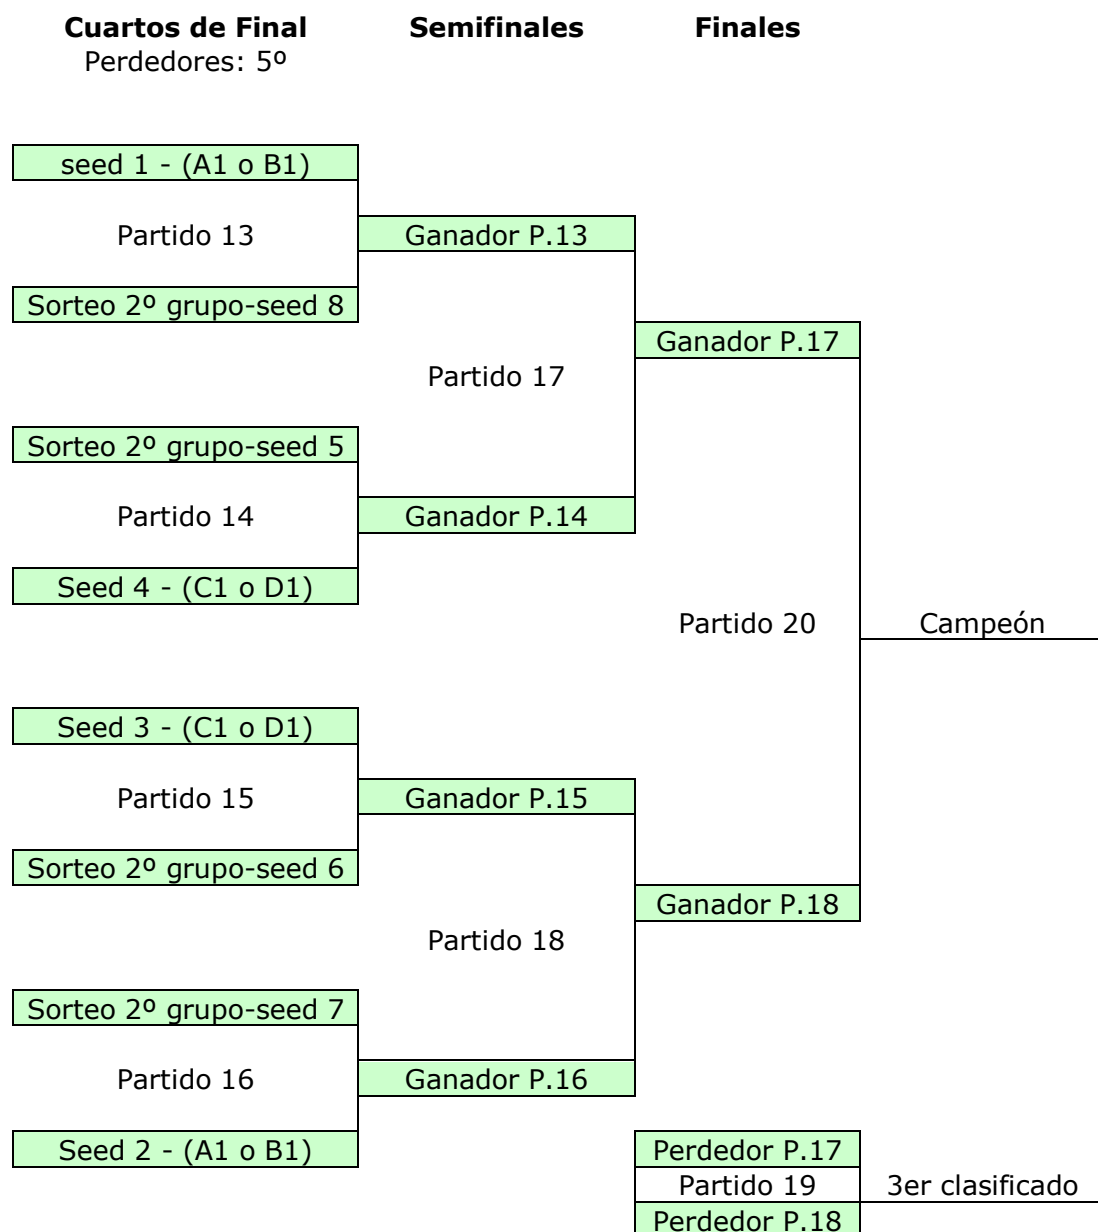 Cuartos de Final Semifinales Finales
Perdedores: 5º
seed 1 - (A1 o B1)
Partido 13
Ganador P.13
Sorteo 2º grupo-seed 8
Ganador P.17
Partido 17
Sorteo 2º grupo-seed 5
Partido 14
Ganador P.14
Seed 4 - (C1 o D1)
Partido 20
Campeón
Seed 3 - (C1 o D1)
Partido 15
Ganador P.15
Sorteo 2º grupo-seed 6
Ganador P.18
Partido 18
Sorteo 2º grupo-seed 7
Partido 16
Ganador P.16
Seed 2 - (A1 o B1)
Perdedor P.17
Partido 19
3er clasificado
Perdedor P.18